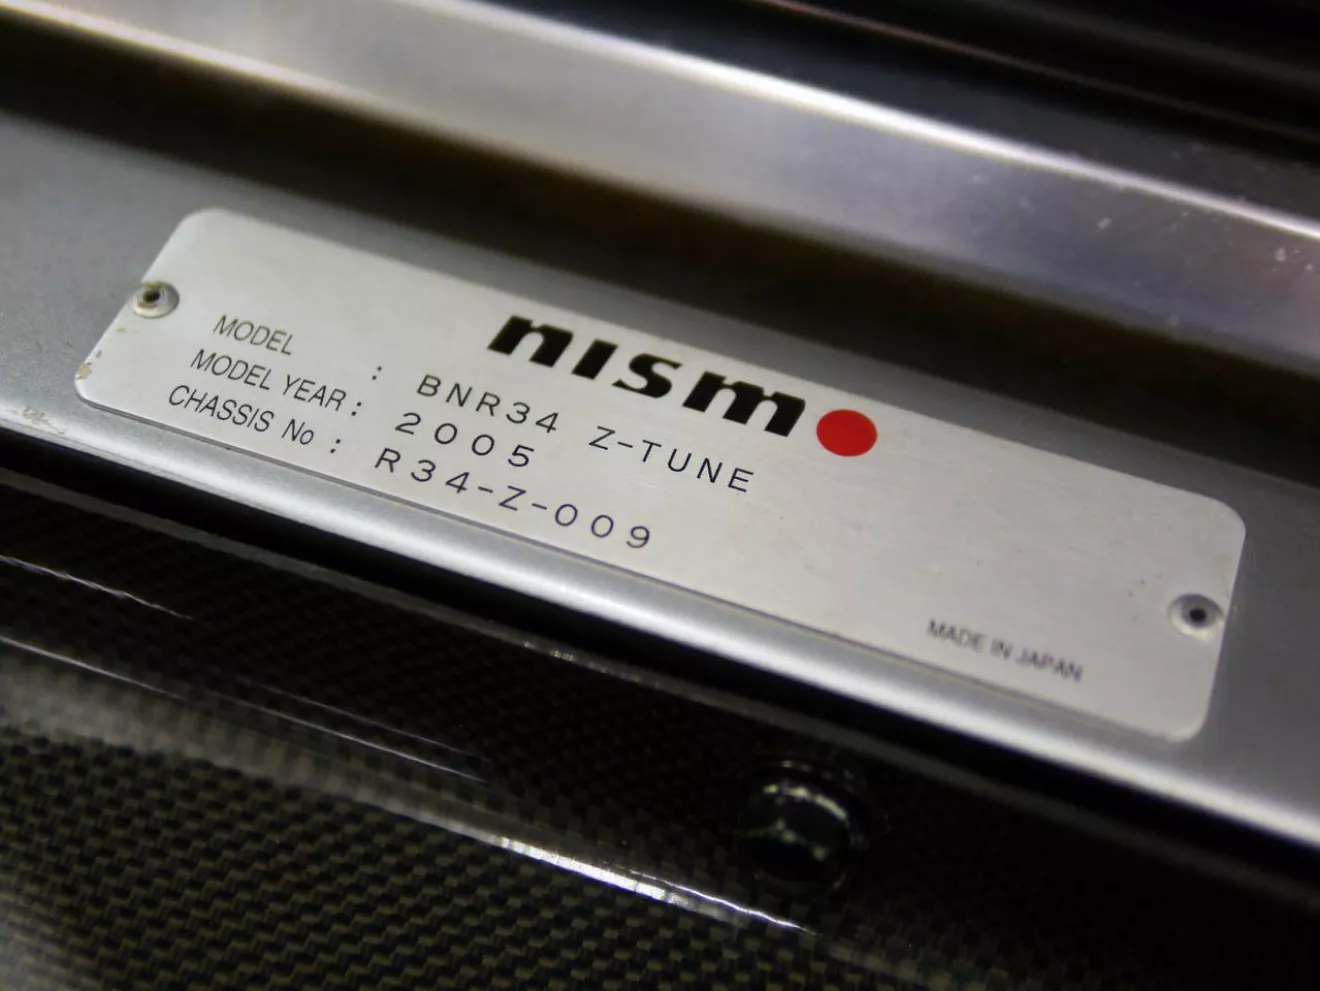 nismo
MODEL : BNR34 Z-TUNE
MODEL YEAR : 2005
CHASSIS No : R34-Z-009
MADE IN JAPAN